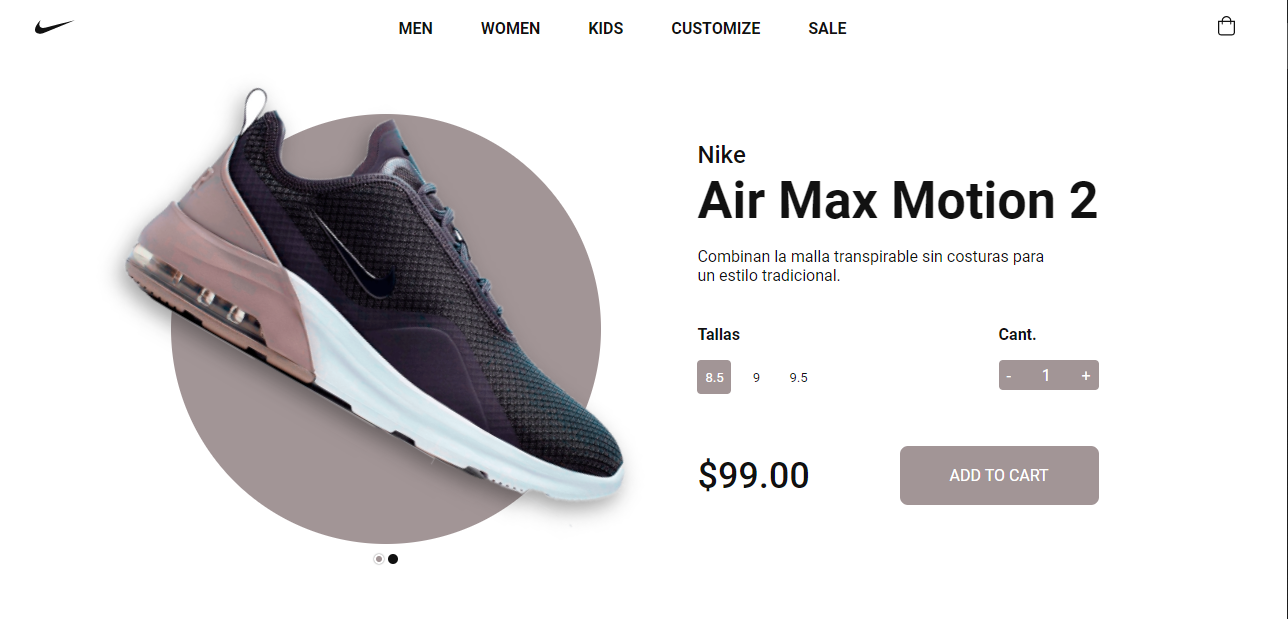 MEN WOMEN KIDS CUSTOMIZE SALE
Nike
Air Max Motion 2
Combinan la malla transpirable sin costuras para
un estilo tradicional.
Tallas Cant.
8.5 9 9.5 - 1 +
$99.00 ADD TO CART